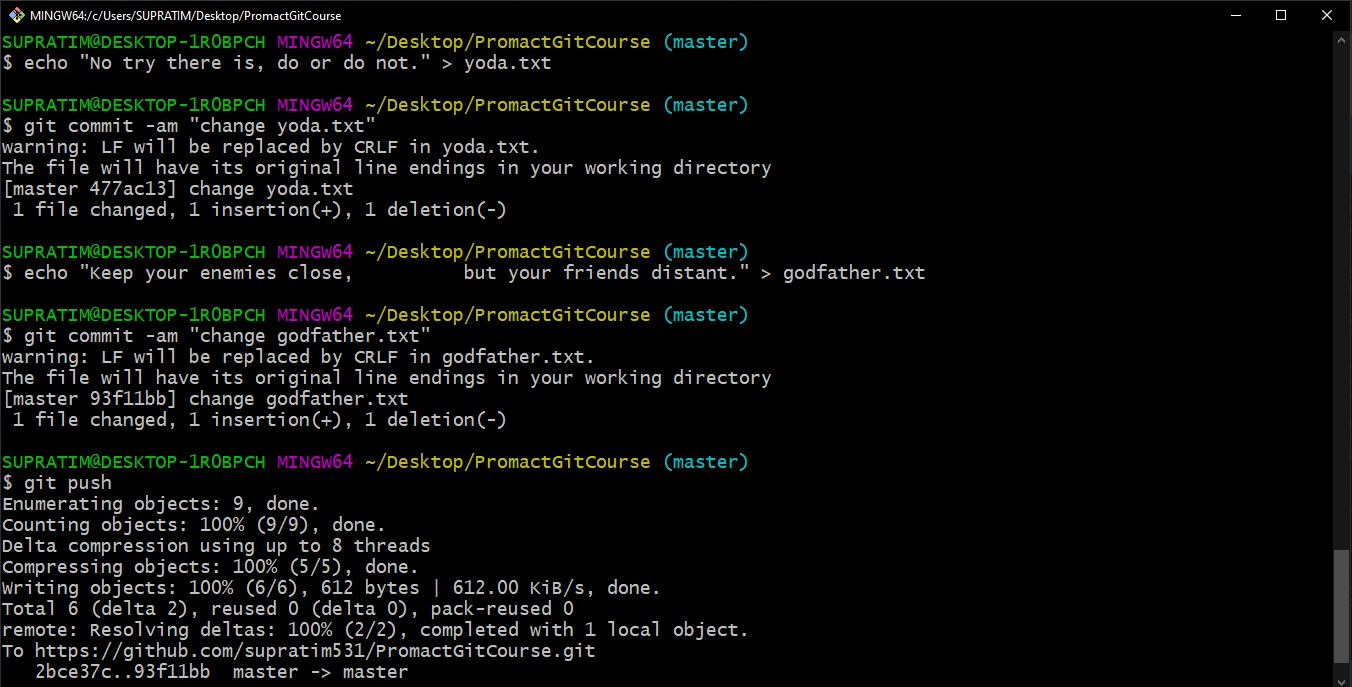 MINGW64:/c/Users/SUPRATIM/Desktop/PromactGitCourse
SUPRATIM@DESKTOP-1R0BPCH MINGW64 ~/Desktop/PromactGitCourse (master)
$ echo "No try there is, do or do not." > yoda.txt
SUPRATIM@DESKTOP-1R0BPCH MINGW64 ~/Desktop/PromactGitCourse (master)
$ git commit -am "change yoda.txt"
warning: LF will be replaced by CRLF in yoda.txt.
The file will have its original line endings in your working directory
[master 477ac13] change yoda.txt
 1 file changed, 1 insertion(+), 1 deletion(-)
SUPRATIM@DESKTOP-1R0BPCH MINGW64 ~/Desktop/PromactGitCourse (master)
$ echo "Keep your enemies close,          but your friends distant." > godfather.txt
SUPRATIM@DESKTOP-1R0BPCH MINGW64 ~/Desktop/PromactGitCourse (master)
$ git commit -am "change godfather.txt"
warning: LF will be replaced by CRLF in godfather.txt.
The file will have its original line endings in your working directory
[master 93f11bb] change godfather.txt
 1 file changed, 1 insertion(+), 1 deletion(-)
SUPRATIM@DESKTOP-1R0BPCH MINGW64 ~/Desktop/PromactGitCourse (master)
$ git push
Enumerating objects: 9, done.
Counting objects: 100% (9/9), done.
Delta compression using up to 8 threads
Compressing objects: 100% (5/5), done.
Writing objects: 100% (6/6), 612 bytes | 612.00 KiB/s, done.
Total 6 (delta 2), reused 0 (delta 0), pack-reused 0
remote: Resolving deltas: 100% (2/2), completed with 1 local object.
To https://github.com/supratim531/PromactGitCourse.git
   2bce37c..93f11bb  master -> master